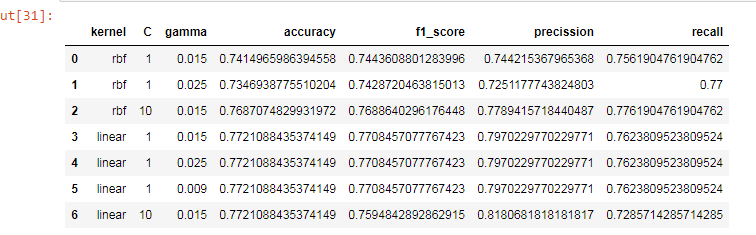 ut[31]:
kernel C gamma accuracy f1_score precission recall
0 rbf 1 0.015 0.7414965986394558 0.7443608801283996 0.744215367965368 0.7561904761904762
1 rbf 1 0.025 0.7346938775510204 0.7428720463815013 0.7251177743824803 0.77
2 rbf 10 0.015 0.7687074829931972 0.7688640296176448 0.7789415718440487 0.7761904761904762
3 linear 1 0.015 0.7721088435374149 0.7708457077767423 0.7970229770229771 0.7623809523809524
4 linear 1 0.025 0.7721088435374149 0.7708457077767423 0.7970229770229771 0.7623809523809524
5 linear 1 0.009 0.7721088435374149 0.7708457077767423 0.7970229770229771 0.7623809523809524
6 linear 10 0.015 0.7721088435374149 0.7594842892862915 0.8180681818181817 0.7285714285714285